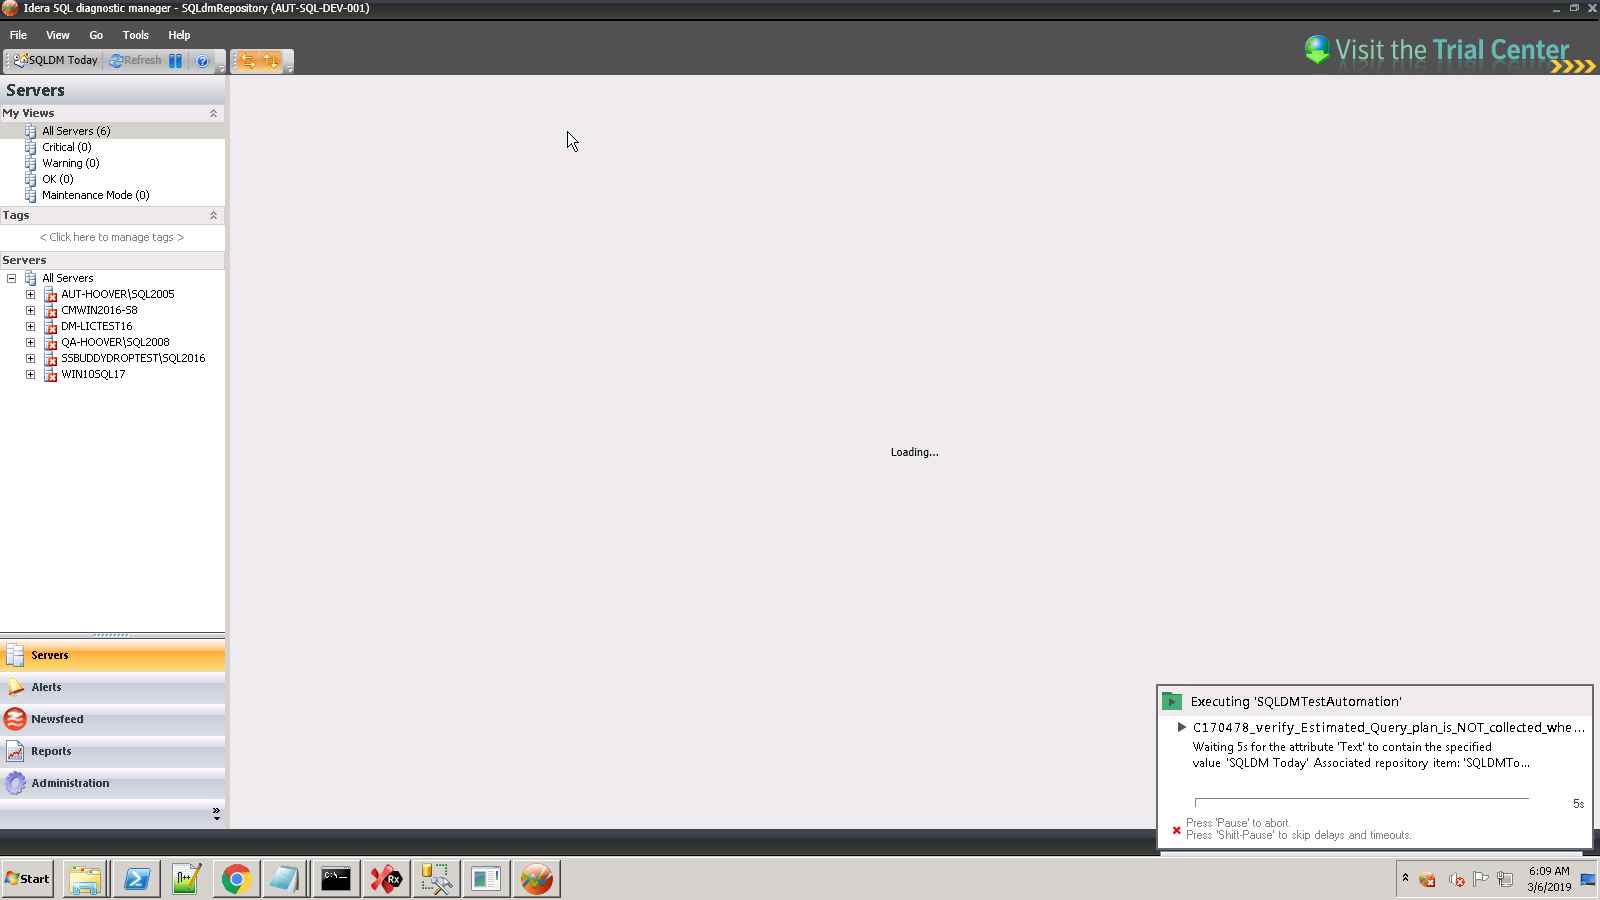 Idera SQL diagnostic manager - SQLdmRepository (AUT-SQL-DEV-001)
File View Go Tools Help
Visit the Trial Center
SQLDM Today Refresh
Servers
My Views
All Servers (6)
Critical (0)
Warning (0)
OK (0)
Maintenance Mode (0)
Tags
< Click here to manage tags >
Servers
All Servers
AUT-HOOVER\SQL2005
CMWIN2016-58
DM-LICTEST16
QA-HOOVER\SQL2008
SSBUDDYDROPTEST\SQL2016
WIN10SQL17
Loading...
Servers
Alerts
Newsfeed
Reports
Administration
Executing 'SQLDMTestAutomation'
C170478_verify_Estimated_Query_plan_is_NOT_collected_whe...
Waiting 5s for the attribute 'Text' to contain the specified
value 'SQLDM Today' Associated repository item: 'SQLDMTo...
5s
Press 'Pause' to abort.
Press 'Shift-Pause' to skip delays and timeouts.
Start
6:09 AM
3/6/2019